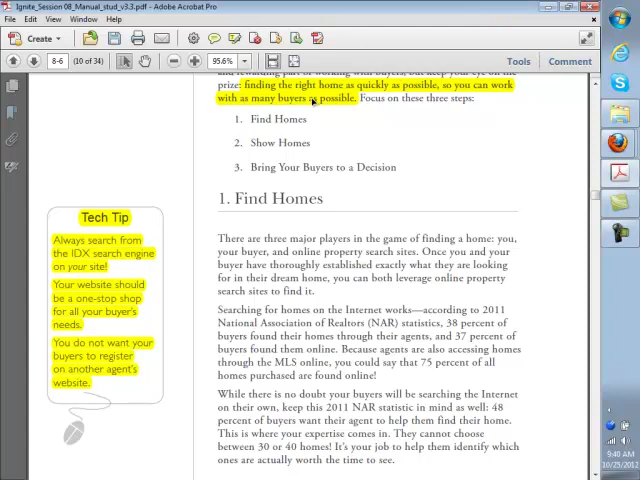 Ignite_Session 08_Manual_stud_v3.3.pdf - Adobe Acrobat Pro
File Edit View Window Help
Create
8-6 (10 of 34) 95.6% Tools Comment
and rewarding part of working with buyers, but keep your eye on the
prize: finding the right home as quickly as possible, so you can work
with as many buyers as possible. Focus on these three steps:
1. Find Homes
2. Show Homes
3. Bring Your Buyers to a Decision
1. Find Homes
Tech Tip
Always search from
the IDX search engine
on your site!
Your website should
be a one-stop shop
for all your buyer's
needs.
You do not want your
buyers to register
on another agent's
website.
There are three major players in the game of finding a home: you,
your buyer, and online property search sites. Once you and your
buyer have thoroughly established exactly what they are looking
for in their dream home, you can both leverage online property
search sites to find it.
Searching for homes on the Internet works—according to 2011
National Association of Realtors (NAR) statistics, 38 percent of
buyers found their homes through their agents, and 37 percent of
buyers found them online. Because agents are also accessing homes
through the MLS online, you could say that 75 percent of all
homes purchased are found online!
While there is no doubt your buyers will be searching the Internet
on their own, keep this 2011 NAR statistic in mind as well: 48
percent of buyers want their agent to help them find their home.
This is where your expertise comes in. They cannot choose
between 30 or 40 homes! It's your job to help them identify which
ones are actually worth the time to see.
9:40 AM
10/25/2012